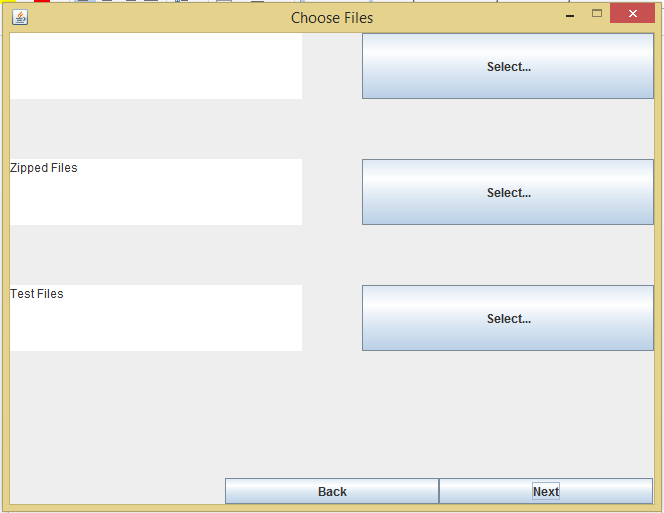 Choose Files
Select...
Zipped Files
Select...
Test Files
Select...
Back
Next